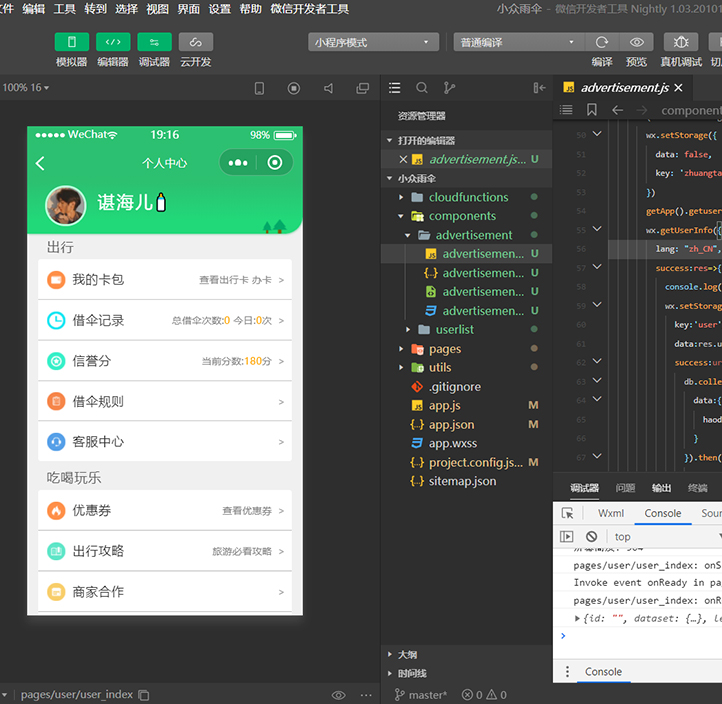 文件 编辑 工具 转到 选择 视图 界面 设置 帮助 微信开发者工具
小众雨伞 - 微信开发者工具 Nightly 1.03.20101
小程序模式
普通编译
模拟器 编辑器 调试器 云开发
编译 预览 真机调试
100% 16
WeChat
19:16
98%
个人中心
谌海儿
出行
我的卡包 查看出行卡 办卡 >
借伞记录 总借伞次数:0 今日:0次 >
信誉分 当前分数:180分 >
借伞规则 >
客服中心 >
吃喝玩乐
优惠券 查看优惠券 >
出行攻略 旅游必看攻略 >
商家合作 >
pages/user/user_index
资源管理器
打开的编辑器
advertisement.js... U
小众雨伞
cloudfunctions
components
advertisement
advertisemen... U
advertisemen... U
advertisemen... U
advertisemen... U
userlist
pages
utils
.gitignore
app.js M
app.json M
app.wxss
project.config.js... M
sitemap.json
大纲
时间线
master*
0 0
advertisement.js
component
50 wx.setStorage({
51 data: false,
52 key: 'zhuangta
53 })
54 getApp().getuser
55 wx.getUserInfo({
56 lang: "zh_CN",
57 success:res=>{
58 console.log(
59 wx.setStorag
60 key:'user'
61 data:res.u
62 success:ur
63 db.colle
64 data:{
65 haod
66 }
67 }).then(
调试器 问题 输出 终端
Wxml Console Sour
top
pages/user/user_index: onS
Invoke event onReady in pa
pages/user/user_index: onR
{id: "", dataset: {…}, le
Console